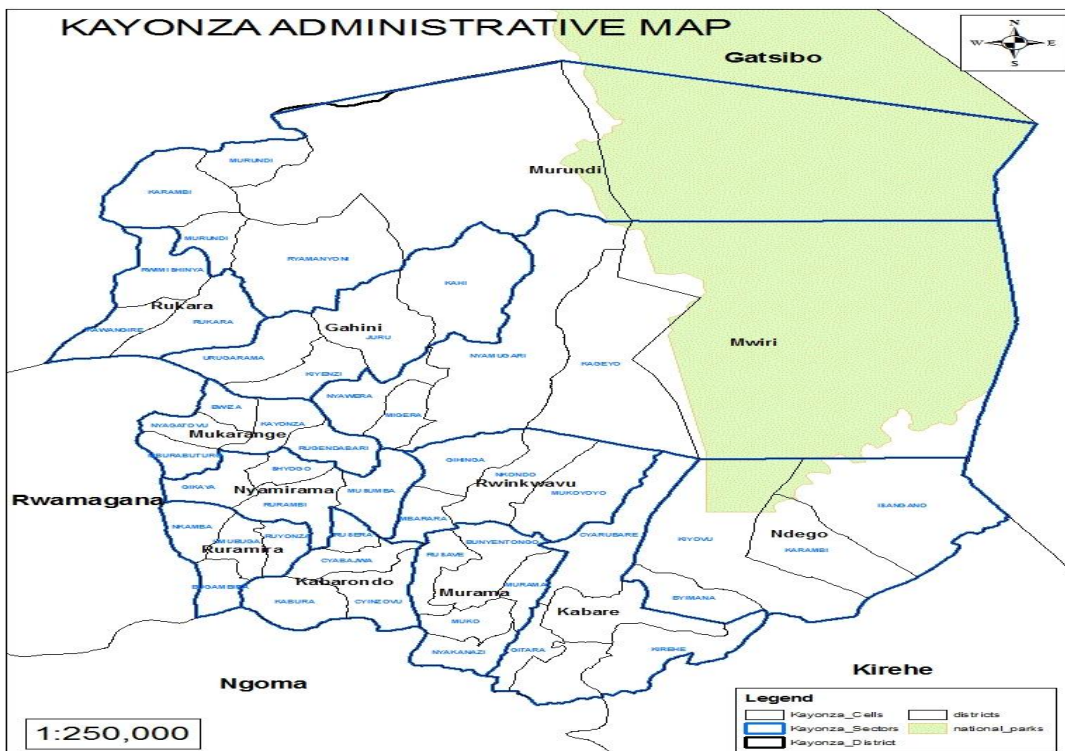 KAYONZA ADMINISTRATIVE MAP
N
W E
S
Gatsibo
MURUNDI
Murundi
KARAMBI
MURUNDI
RYAMANYONI
RWIMISHINYA
KAHI
Rukara
RUKARA
Gahini
JURU
Mwiri
NYAMUGARI
URUGARAMA
KAGEYO
KIYENZI
NYAWERA
BWIZA
MIGERA
NYAGATOVU
KAYONZA
Mukarange
RUGENDABARI
GIHINGA
SHYOGO
NKONDO
Rwinkwavu
GIKAYA
Nyamirama
MUSUMBA
MUKOYOYO
Rwamagana
RURAMBI
ISANGANO
MBARARA
NKAMBA
RUYONZA
RUSERA
BUNYENTONGO
CYARUBARE
KIYOVU
Ndego
Ruramira
RUSAVE
KARAMBI
CYABAJWA
Kabarondo
MURAMA
Murama
KABURA
CYINZOVU
BYIMANA
Kabare
MUKO
NYAKANAZI
GITARA
KIREHE
Kirehe
Ngoma
Legend
Kayonza_Cells
districts
Kayonza_Sectors
national_parks
Kayonza_District
1:250,000